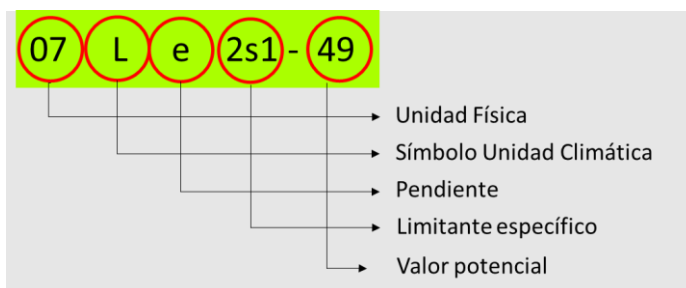 07 L e 2s1 - 49
Unidad Física
Símbolo Unidad Climática
Pendiente
Limitante específico
Valor potencial